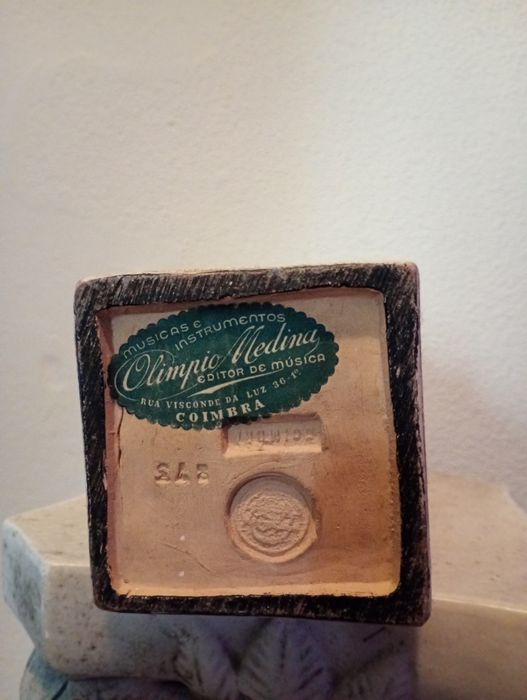 MUSICAS E
INSTRUMENTOS
Olimpio Medina
EDITOR DE MÚSICA
RUA VISCONDE DA LUZ 36-1º
COIMBRA